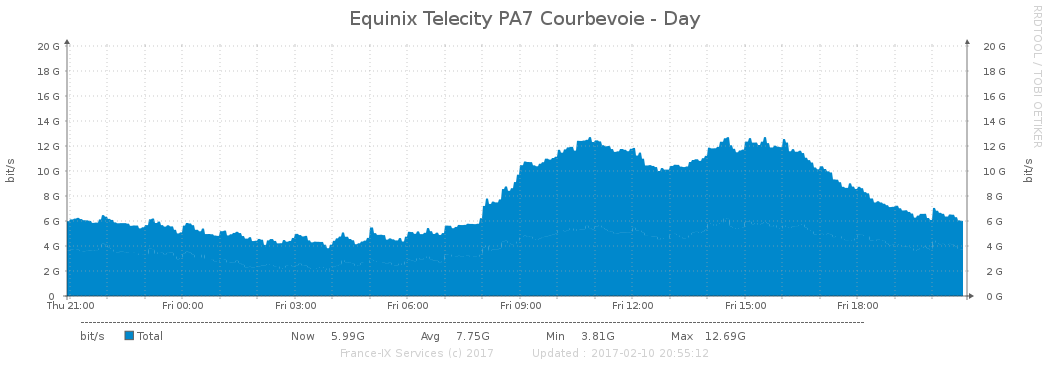 Equinix Telecity PA7 Courbevoie - Day
RRDTOOL / TOBI OETIKER
bit/s
20 G 20 G
18 G 18 G
16 G 16 G
14 G 14 G
12 G 12 G
10 G 10 G
8 G 8 G
6 G 6 G
4 G 4 G
2 G 2 G
0 0 G
bit/s
Thu 21:00 Fri 00:00 Fri 03:00 Fri 06:00 Fri 09:00 Fri 12:00 Fri 15:00 Fri 18:00
bit/s Total Now 5.99G Avg 7.75G Min 3.81G Max 12.69G
France-IX Services (c) 2017 Updated : 2017-02-10 20:55:12